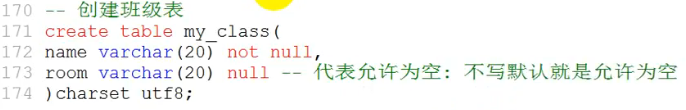 170 -- 创建班级表
171 create table my_class(
172 name varchar(20) not null,
173 room varchar(20) null -- 代表允许为空: 不写默认就是允许为空
174 )charset utf8;